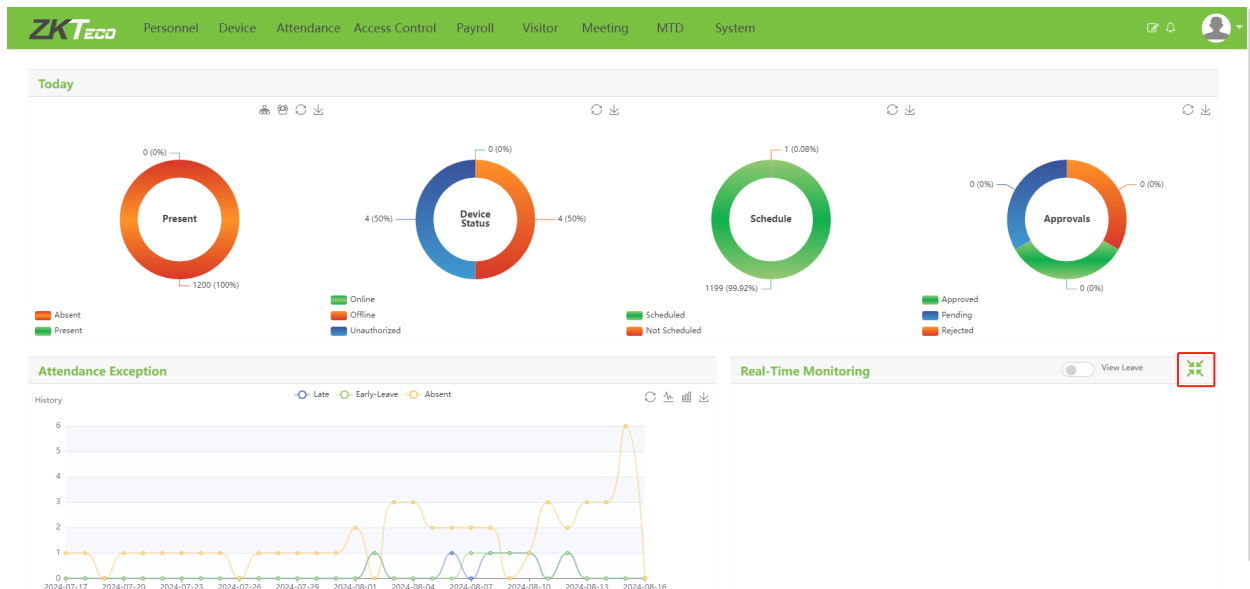 ZKTECO Personnel Device Attendance Access Control Payroll Visitor Meeting MTD System
Today
0 (0%)
Present
1200 (100%)
Absent
Present
0 (0%)
4 (50%)
Device
Status
4 (50%)
Online
Offline
Unauthorized
1 (0.08%)
Schedule
1199 (99.92%)
Scheduled
Not Scheduled
0 (0%)
0 (0%)
Approvals
0 (0%)
Approved
Pending
Rejected
Attendance Exception
History
Late Early-Leave Absent
6
5
4
3
2
1
0
2024-07-17 2024-07-20 2024-07-23 2024-07-26 2024-07-29 2024-08-01 2024-08-04 2024-08-07 2024-08-10 2024-08-13 2024-08-16
Real-Time Monitoring
View Leave